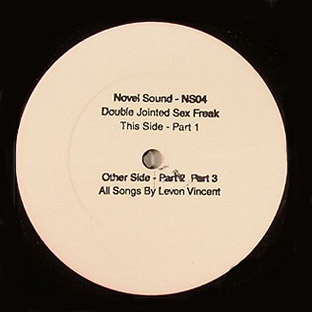 Novel Sound - NS04
Double Jointed Sex Freak
This Side - Part 1
Other Side - Part 2 Part 3
All Songs By Levon Vincent